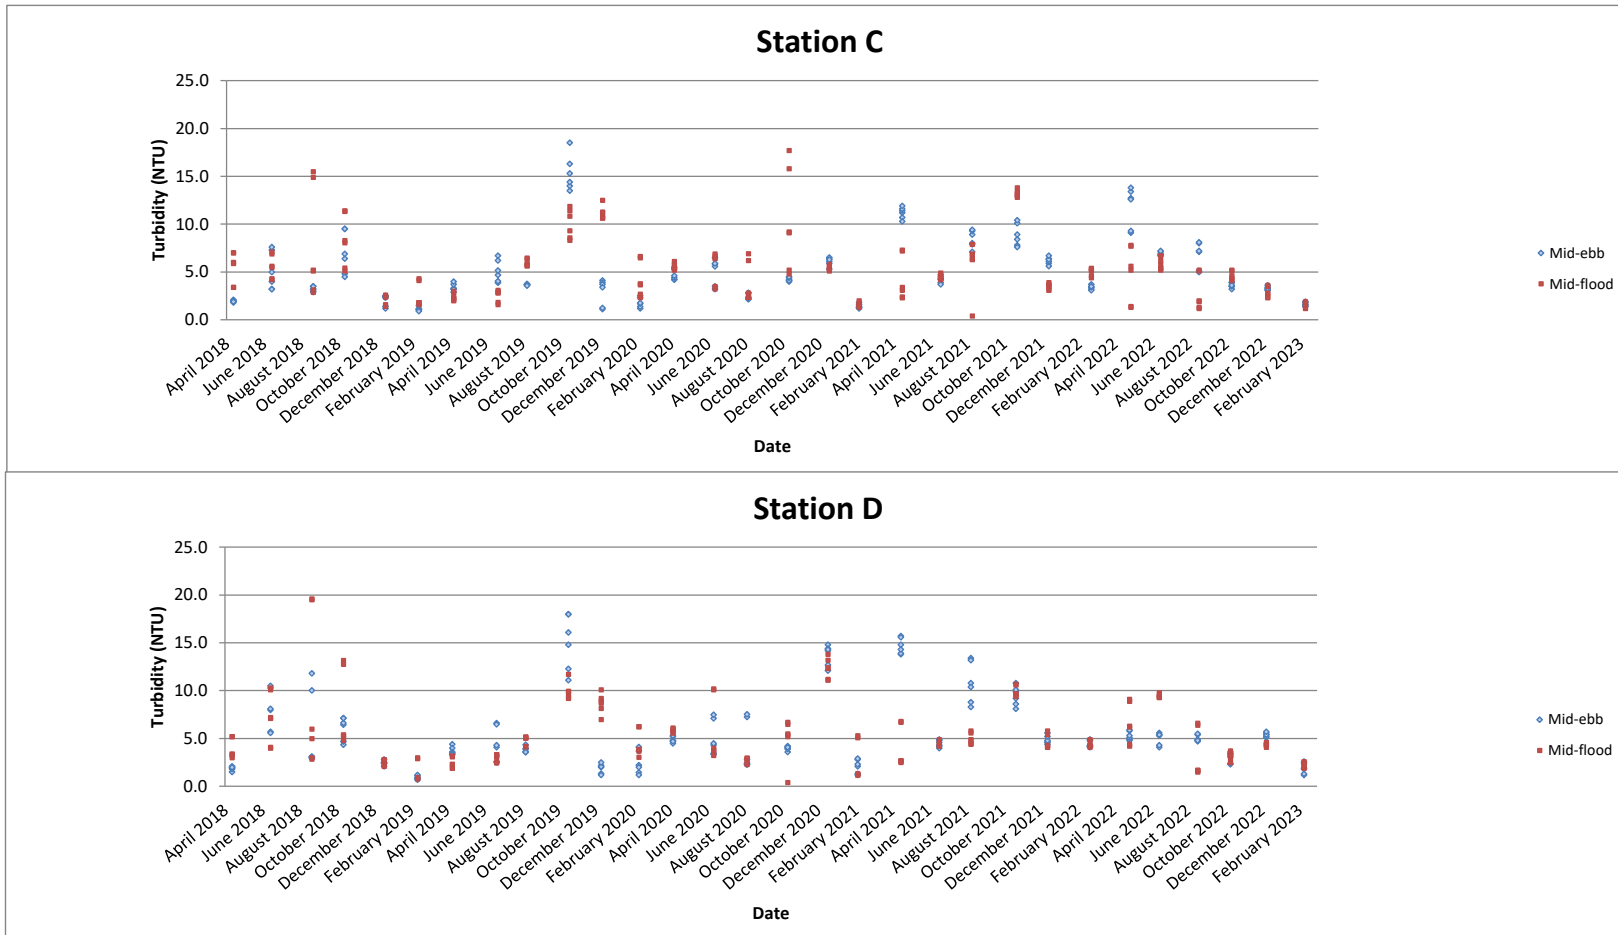 Station C
25.0
20.0
15.0
10.0
5.0
0.0
Turbidity (NTU)
April 2018
June 2018
August 2018
October 2018
December 2018
February 2019
April 2019
June 2019
August 2019
October 2019
December 2019
February 2020
April 2020
June 2020
August 2020
October 2020
December 2020
February 2021
April 2021
June 2021
August 2021
October 2021
December 2021
February 2022
April 2022
June 2022
August 2022
October 2022
December 2022
February 2023
Date
Mid-ebb
Mid-flood
Station D
25.0
20.0
15.0
10.0
5.0
0.0
Turbidity (NTU)
April 2018
June 2018
August 2018
October 2018
December 2018
February 2019
April 2019
June 2019
August 2019
October 2019
December 2019
February 2020
April 2020
June 2020
August 2020
October 2020
December 2020
February 2021
April 2021
June 2021
August 2021
October 2021
December 2021
February 2022
April 2022
June 2022
August 2022
October 2022
December 2022
February 2023
Date
Mid-ebb
Mid-flood